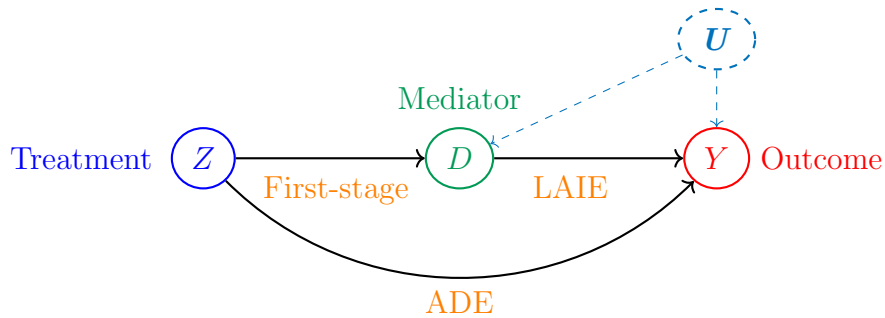 U
Mediator
Treatment Z D Y Outcome
First-stage LAIE
ADE